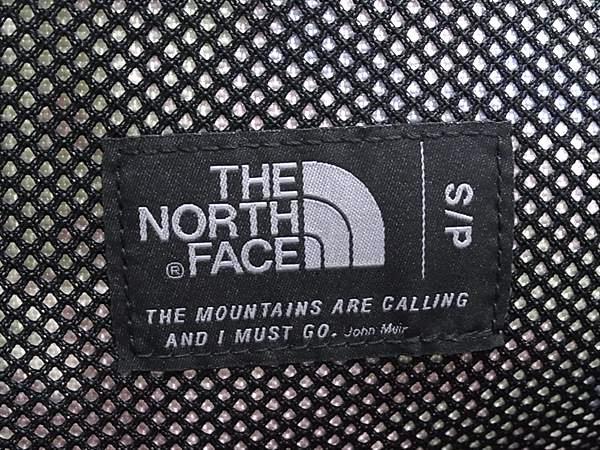 THE
NORTH
® FACE
S/P
THE MOUNTAINS ARE CALLING
AND I MUST GO. John Muir